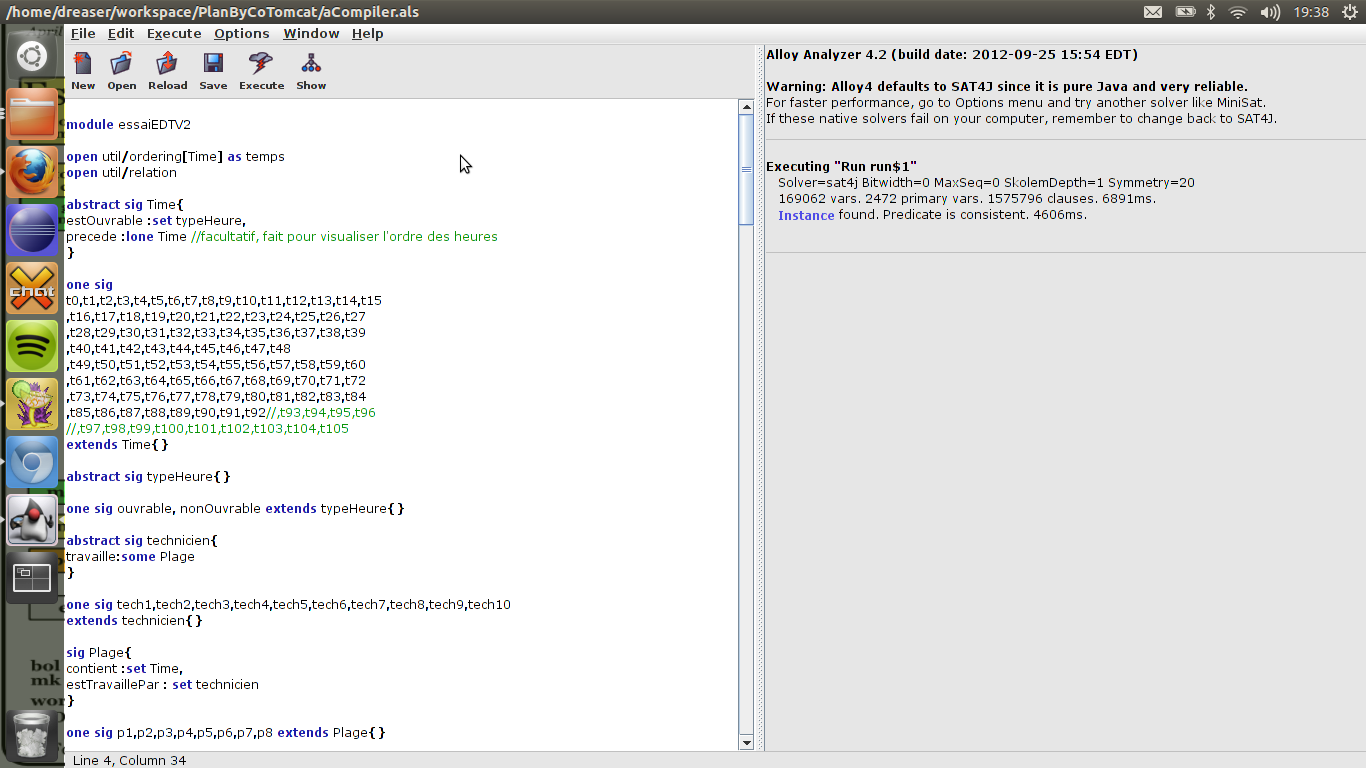 /home/dreaser/workspace/PlanByCoTomcat/aCompiler.als
19:38
File Edit Execute Options Window Help
New Open Reload Save Execute Show
module essaiEDTV2
open util/ordering[Time] as temps
open util/relation
abstract sig Time{
estOuvrable :set typeHeure,
precede :lone Time //facultatif, fait pour visualiser l'ordre des heures
}
one sig
t0,t1,t2,t3,t4,t5,t6,t7,t8,t9,t10,t11,t12,t13,t14,t15
,t16,t17,t18,t19,t20,t21,t22,t23,t24,t25,t26,t27
,t28,t29,t30,t31,t32,t33,t34,t35,t36,t37,t38,t39
,t40,t41,t42,t43,t44,t45,t46,t47,t48
,t49,t50,t51,t52,t53,t54,t55,t56,t57,t58,t59,t60
,t61,t62,t63,t64,t65,t66,t67,t68,t69,t70,t71,t72
,t73,t74,t75,t76,t77,t78,t79,t80,t81,t82,t83,t84
,t85,t86,t87,t88,t89,t90,t91,t92//,t93,t94,t95,t96
//,t97,t98,t99,t100,t101,t102,t103,t104,t105
extends Time{}
abstract sig typeHeure{}
one sig ouvrable, nonOuvrable extends typeHeure{}
abstract sig technicien{
travaille:some Plage
}
one sig tech1,tech2,tech3,tech4,tech5,tech6,tech7,tech8,tech9,tech10
extends technicien{}
sig Plage{
contient :set Time,
estTravaillePar : set technicien
}
one sig p1,p2,p3,p4,p5,p6,p7,p8 extends Plage{}
Line 4, Column 34
Alloy Analyzer 4.2 (build date: 2012-09-25 15:54 EDT)
Warning: Alloy4 defaults to SAT4J since it is pure Java and very reliable.
For faster performance, go to Options menu and try another solver like MiniSat.
If these native solvers fail on your computer, remember to change back to SAT4J.
Executing "Run run$1"
Solver=sat4j Bitwidth=0 MaxSeq=0 SkolemDepth=1 Symmetry=20
169062 vars. 2472 primary vars. 1575796 clauses. 6891ms.
Instance found. Predicate is consistent. 4606ms.
chat
bol
mk